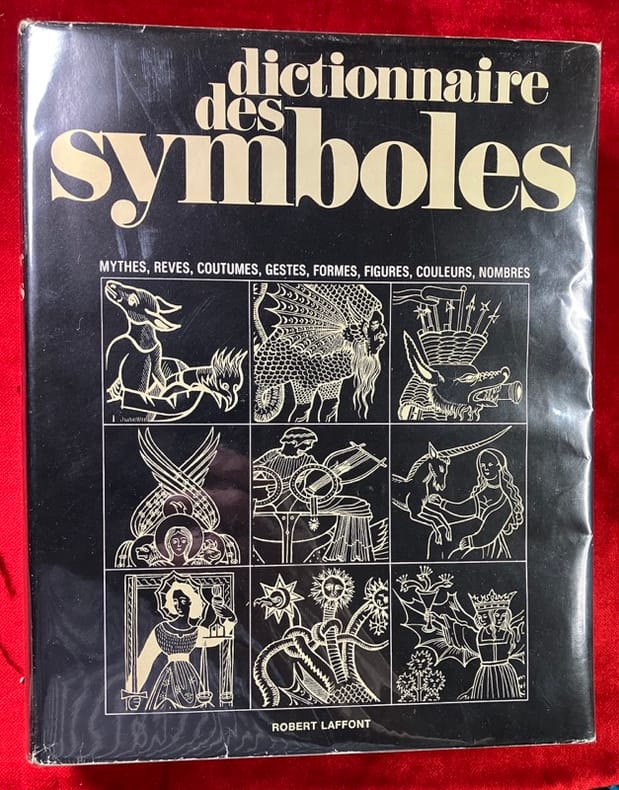 dictionnaire
des
symboles
MYTHES, REVES, COUTUMES, GESTES, FORMES, FIGURES, COULEURS, NOMBRES
ROBERT LAFFONT